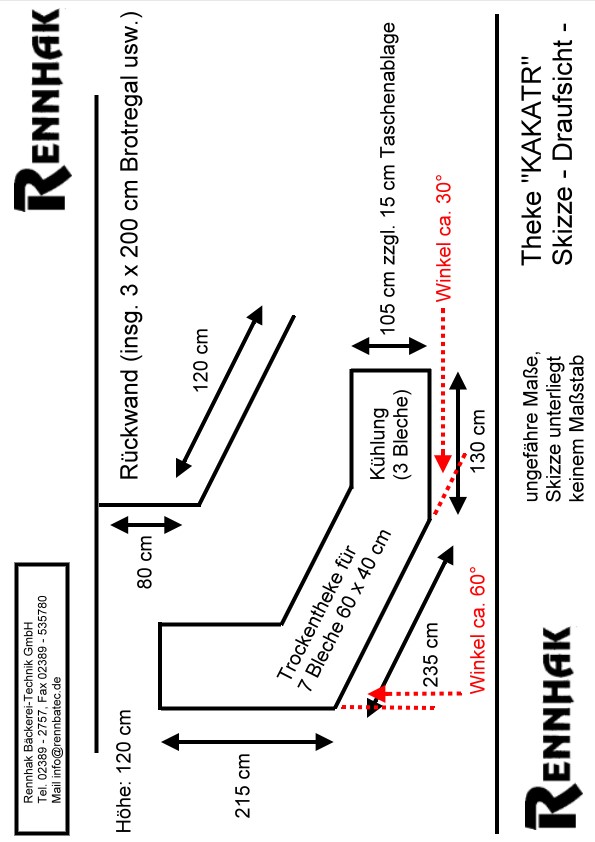 Rennhak Bäckerei-Technik GmbH
Tel. 02389 - 2757, Fax 02389 - 535780
Mail info@rennbatec.de
RENNHAK
Höhe: 120 cm
Rückwand (insg. 3 x 200 cm Brotregal usw.)
80 cm
120 cm
215 cm
Trockentheke für
7 Bleche 60 x 40 cm
Kühlung
(3 Bleche)
105 cm zzgl. 15 cm Taschenablage
235 cm
130 cm
Winkel ca. 60°
Winkel ca. 30°
RENNHAK
ungefähre Maße,
Skizze unterliegt
keinem Maßstab
Theke "KAKATR"
Skizze - Draufsicht -